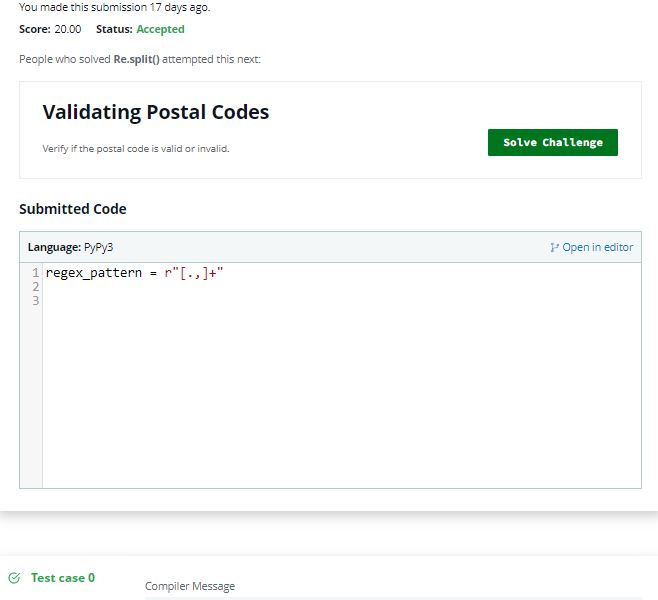 You made this submission 17 days ago.
Score: 20.00 Status: Accepted
People who solved Re.split() attempted this next:
Validating Postal Codes
Verify if the postal code is valid or invalid.
Solve Challenge
Submitted Code
Language: PyPy3 Open in editor
1 regex_pattern = r"[.,]+"
2
3
Test case 0
Compiler Message